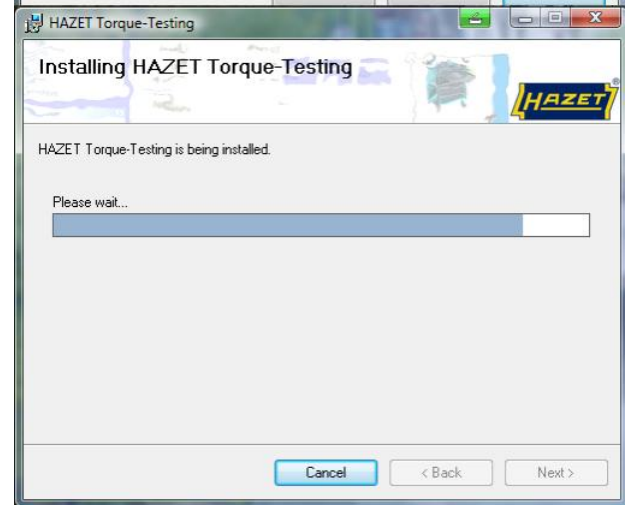 HAZET Torque-Testing
Installing HAZET Torque-Testing
HAZET
®
HAZET Torque-Testing is being installed.
Please wait...
Cancel
< Back
Next >